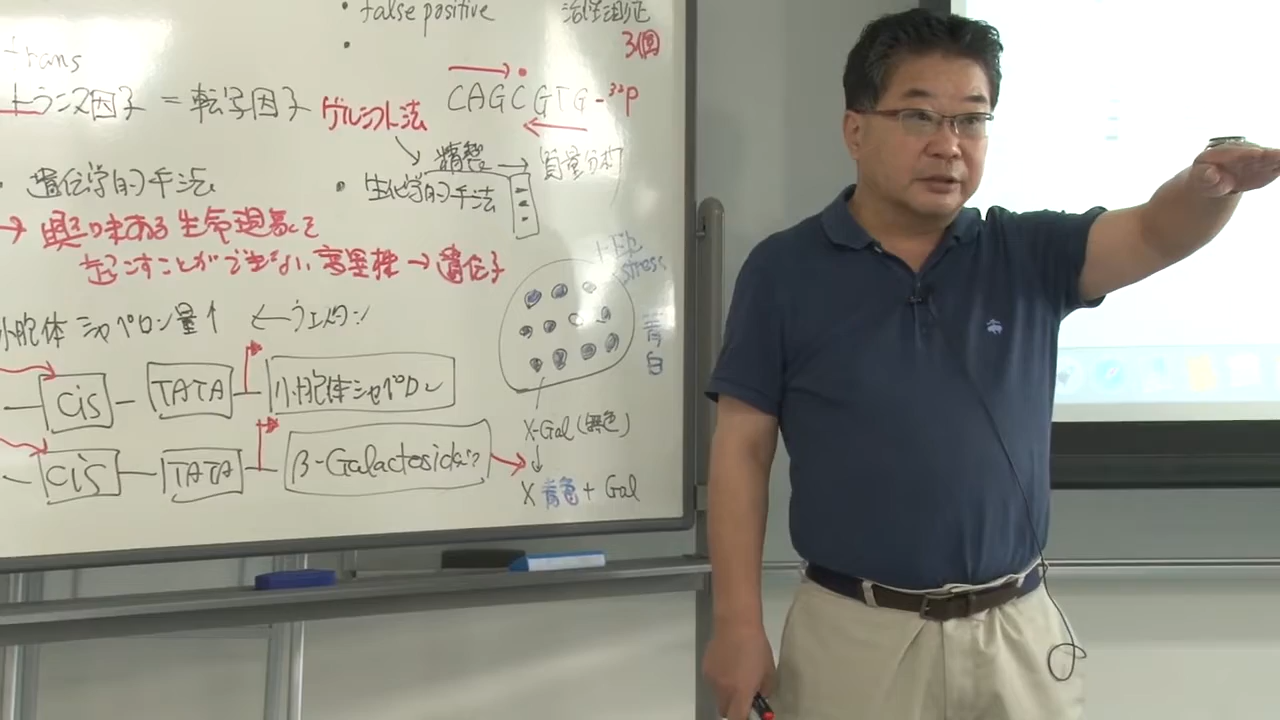 ・false positive
活性測定
3回
trans
トランス因子 = 転写因子
ゲルシフト法
CAGCGTG-³²P
精製 → 質量分析
・遺伝学的手法
・生化学的手法
→ 興味ある生命現象を
起こすことができない変異株 → 遺伝子
小胞体シャペロン量↑ ← ウェスタン
stress
青
白
cis TATA 小胞体シャペロン
cis TATA β-Galactosidase
X-Gal (無色)
↓
X 青色 + Gal